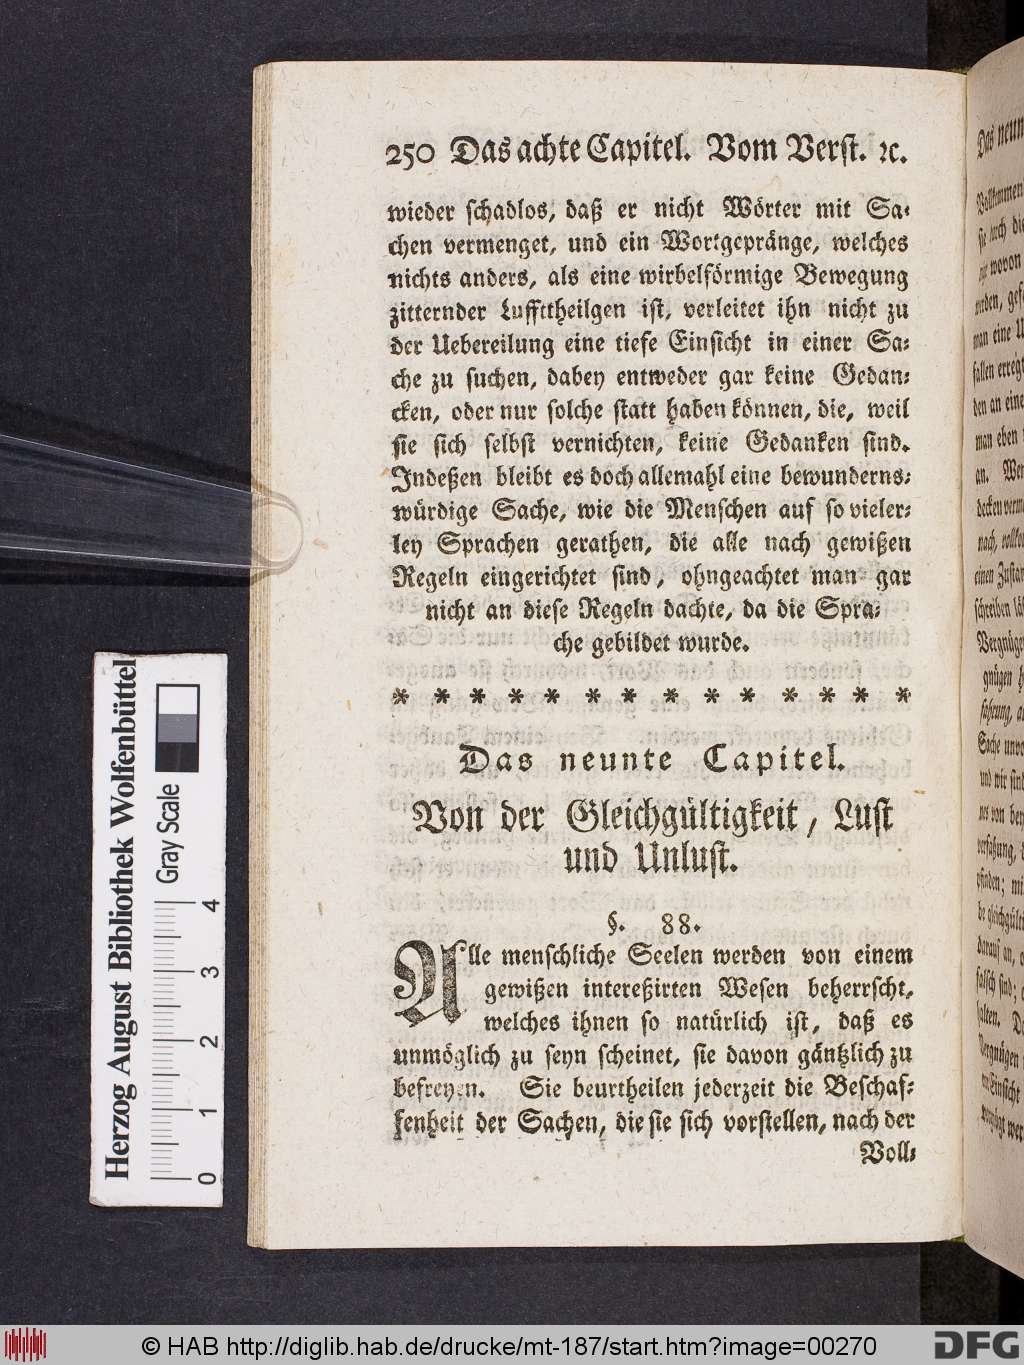 250 Das achte Capitel. Vom Verst. ꝛc.
wieder schadlos, daß er nicht Wörter mit Sa⸗
chen vermenget, und ein Wortgepränge, welches
nichts anders, als eine wirbelförmige Bewegung
zitternder Luffttheilgen ist, verleitet ihn nicht zu
der Uebereilung eine tiefe Einsicht in einer Sa⸗
che zu suchen, dabey entweder gar keine Gedan⸗
cken, oder nur solche statt haben können, die, weil
sie sich selbst vernichten, keine Gedanken sind.
Indeßen bleibt es doch allemahl eine bewunderns⸗
würdige Sache, wie die Menschen auf so vieler⸗
ley Sprachen gerathen, die alle nach gewißen
Regeln eingerichtet sind, ohngeachtet man gar
nicht an diese Regeln dachte, da die Spra⸗
che gebildet wurde.
* * * * * * * * * * * * * *
Das neunte Capitel.
Von der Gleichgültigkeit, Lust
und Unlust.
§. 88.
Alle menschliche Seelen werden von einem
gewißen intereßirten Wesen beherrscht,
welches ihnen so natürlich ist, daß es
unmöglich zu seyn scheinet, sie davon gäntzlich zu
befreyen. Sie beurtheilen jederzeit die Beschaf⸗
fenheit der Sachen, die sie sich vorstellen, nach der
Voll⸗
Herzog August Bibliothek Wolfenbüttel
Gray Scale
0 1 2 3 4
© HAB http://diglib.hab.de/drucke/mt-187/start.htm?image=00270
DFG